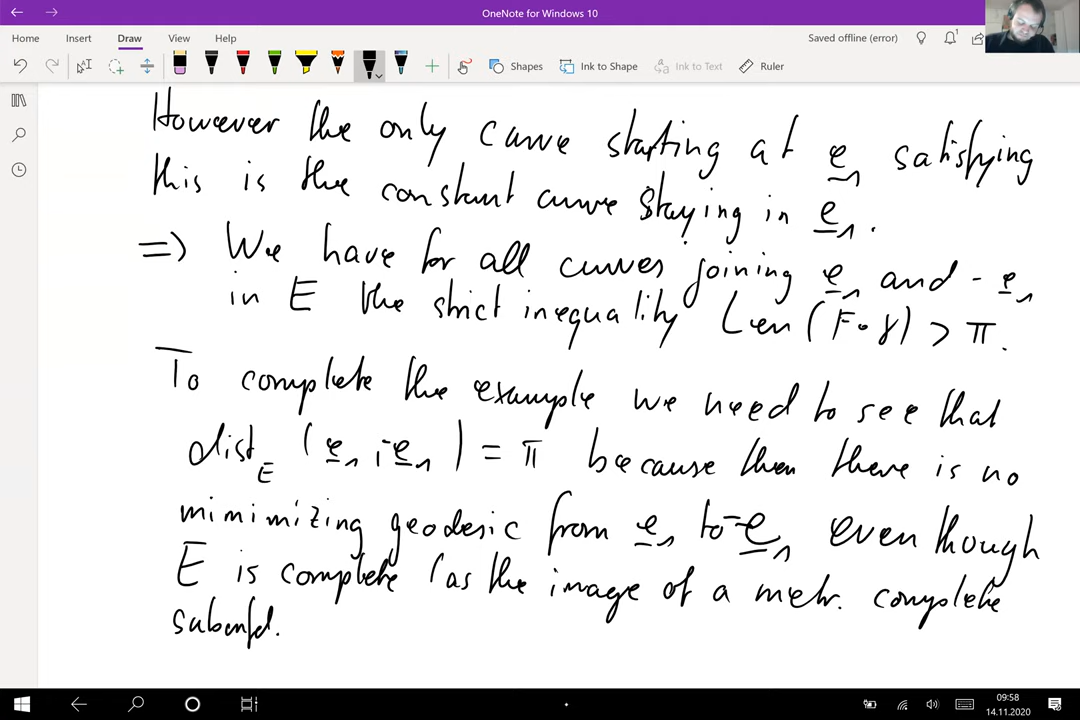 OneNote for Windows 10
Home Insert Draw View Help Saved offline (error)
Shapes Ink to Shape Ink to Text Ruler
However the only curve starting at e₁ satisfying
this is the constant curve staying in e₁.
=> We have for all curves joining e₁ and -e₁
in E the strict inequality Len(F∘γ) > π.
To complete the example we need to see that
dist_E (e₁, -e₁) = π because then there is no
mimimizing geodesic from e₁ to -e₁ even though
E is complete (as the image of a metr. complete
submfd.
09:58
14.11.2020